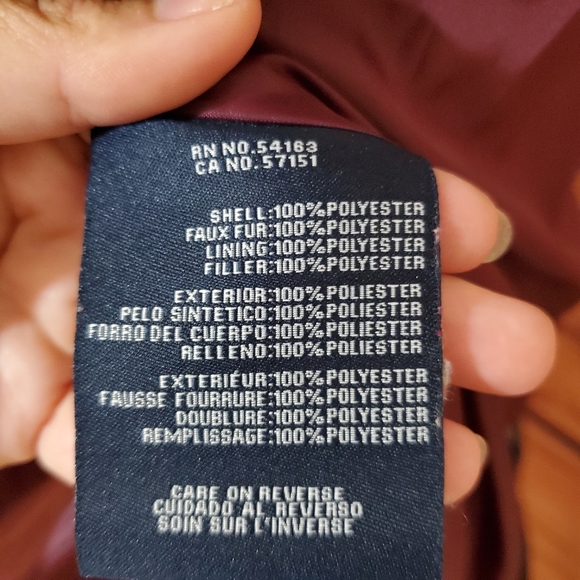 RN NO.54163
CA NO.57151
SHELL:100%POLYESTER
FAUX FUR:100%POLYESTER
LINING:100%POLYESTER
FILLER:100%POLYESTER
EXTERIOR:100%POLIESTER
PELO SINTETICO:100%POLIESTER
FORRO DEL CUERPO:100%POLIESTER
RELLENO:100%POLIESTER
EXTERIÉUR:100%POLYESTER
FAUSSE FOURRURE:100%POLYESTER
DOUBLURE:100%POLYESTER
REMPLISSAGE:100%POLYESTER
CARE ON REVERSE
CUIDADO AL REVERSO
SOIN SUR L'INVERSE